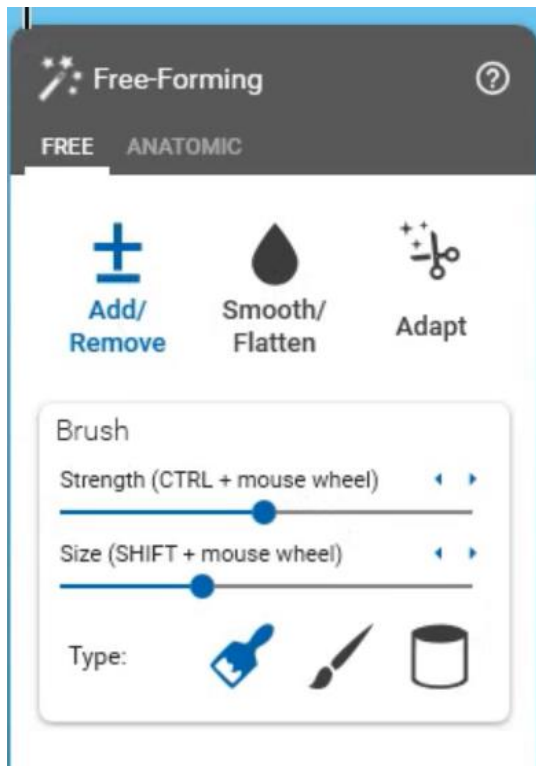 Free-Forming
FREE ANATOMIC
Add/
Remove
Smooth/
Flatten
Adapt
Brush
Strength (CTRL + mouse wheel)
Size (SHIFT + mouse wheel)
Type: